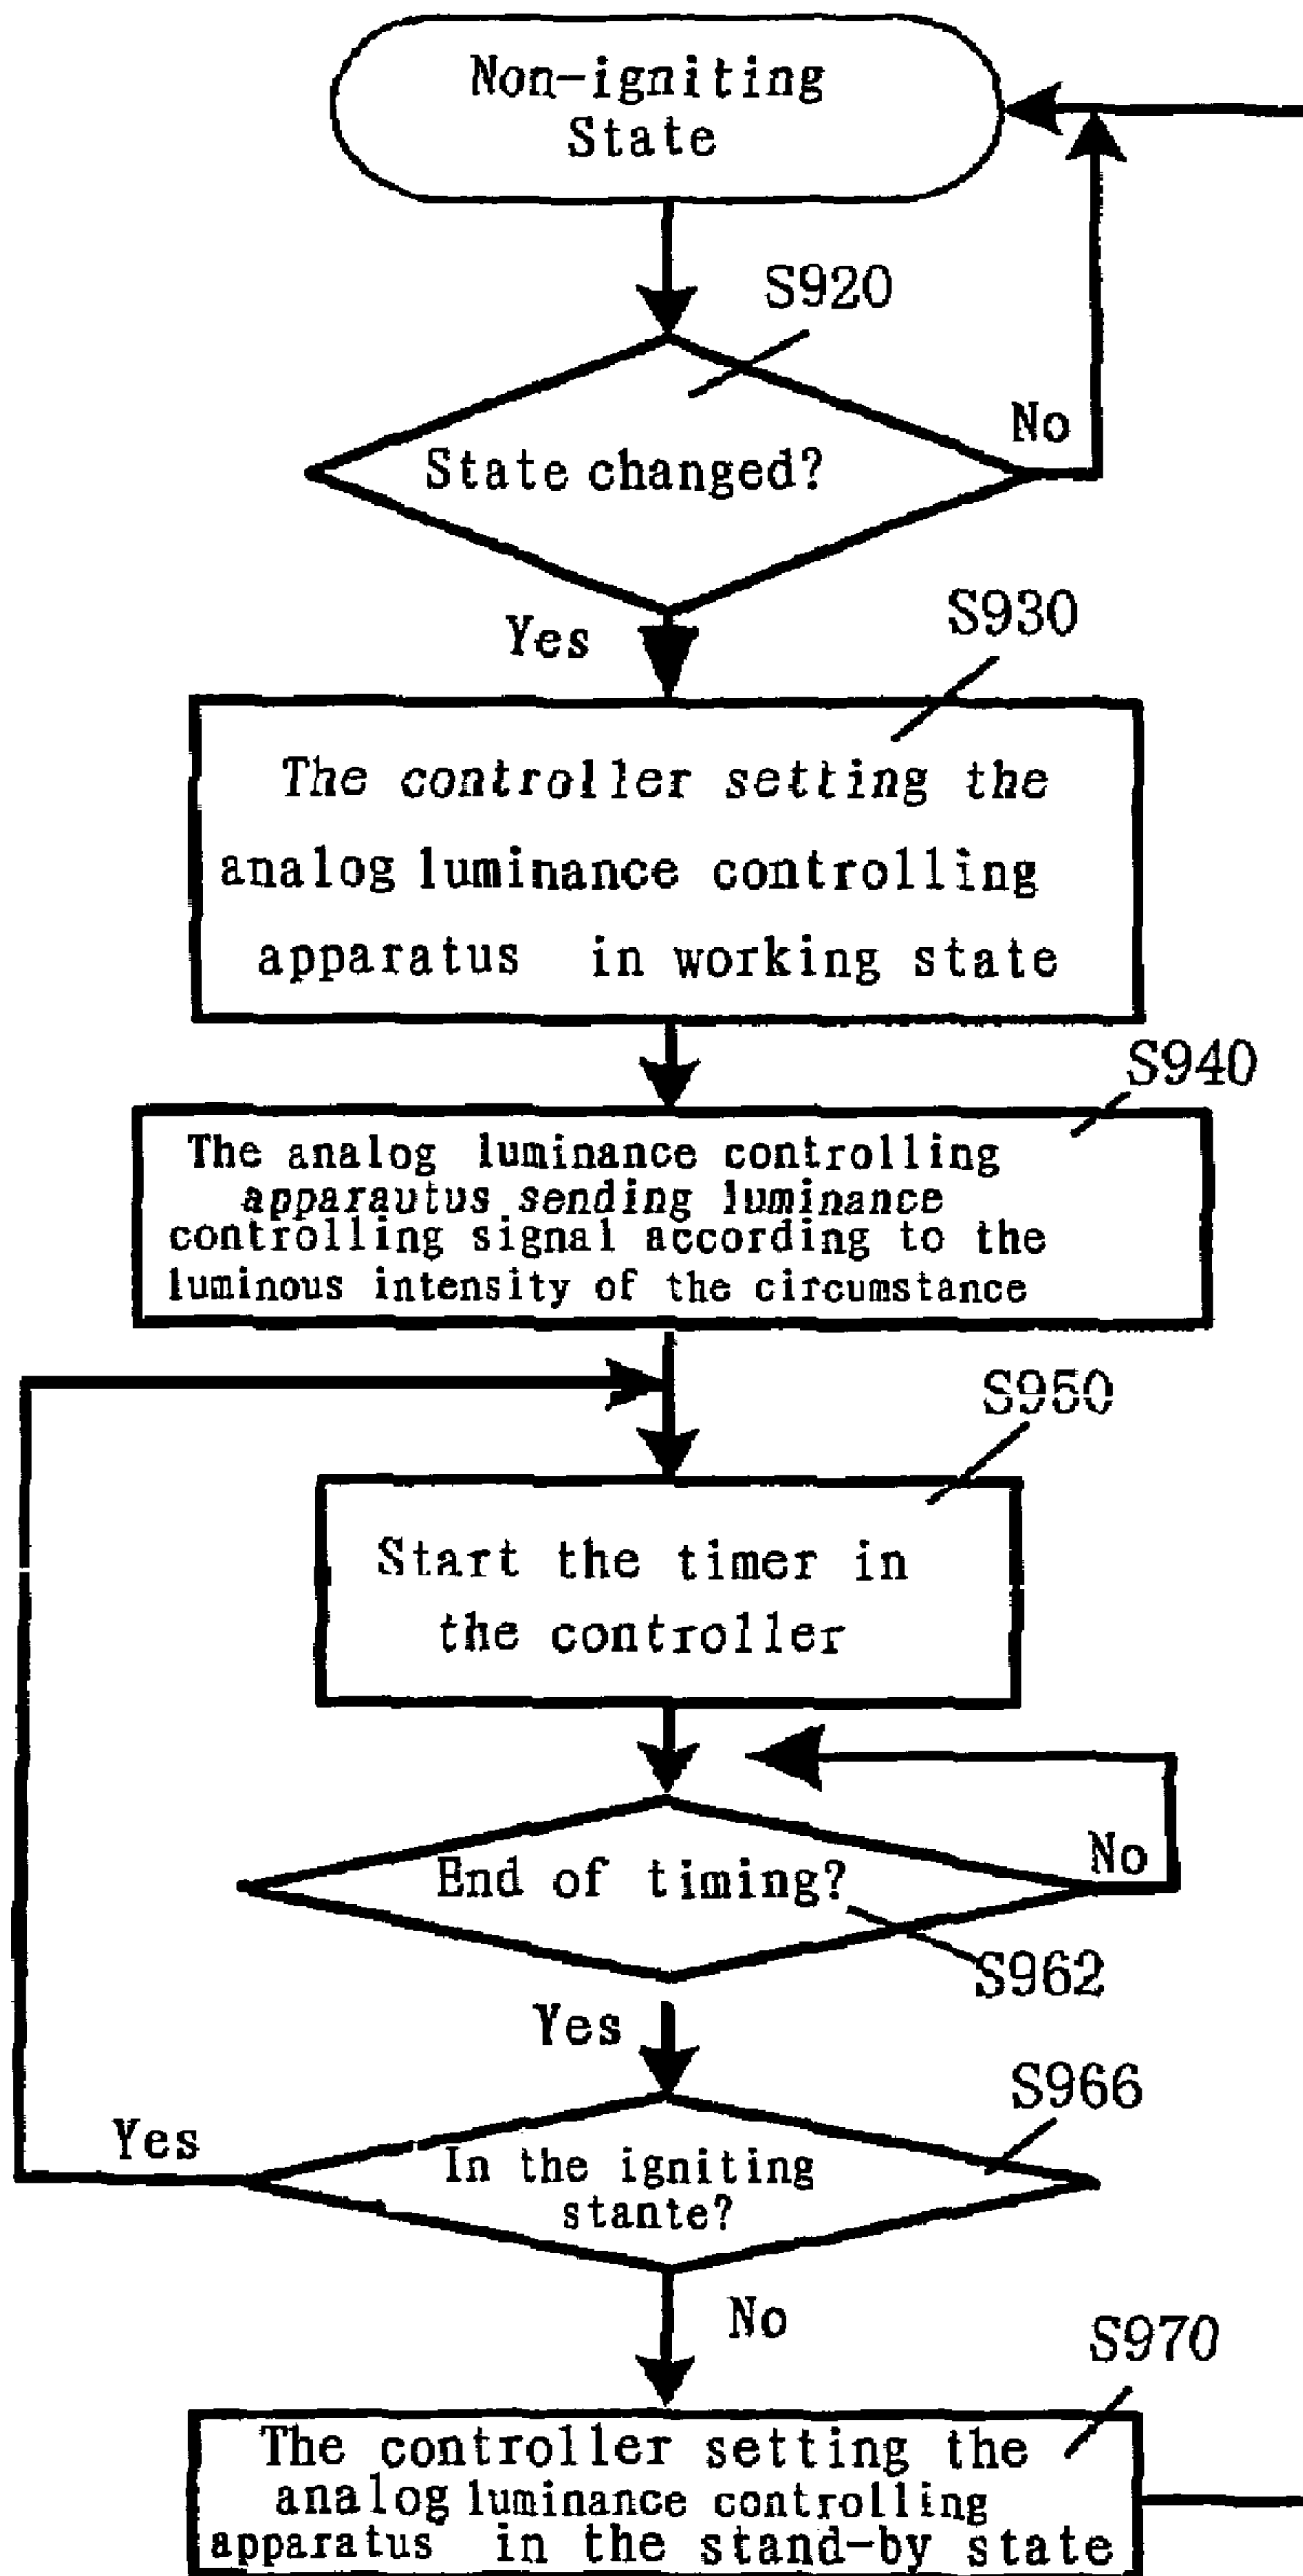 Non-igniting
State
S920
No
State changed?
Yes
S930
The controller setting the
analog luminance controlling
apparatus in working state
S940
The analog luminance controlling
apparautus sending luminance
controlling signal according to the
luminous intensity of the circumstance
S950
Start the timer in
the controller
No
End of timing?
S962
Yes
S966
Yes
In the igniting
stante?
No
S970
The controller setting the
analog luminance controlling
apparatus in the stand-by state